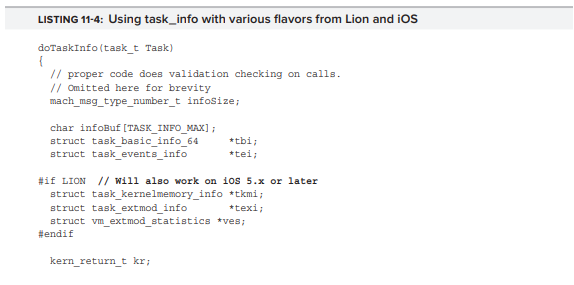 LISTING 11-4: Using task_info with various flavors from Lion and iOS
doTaskInfo(task_t Task)
{
// proper code does validation checking on calls.
// Omitted here for brevity
mach_msg_type_number_t infoSize;
char infoBuf[TASK_INFO_MAX];
struct task_basic_info_64 *tbi;
struct task_events_info *tei;
#if LION // Will also work on iOS 5.x or later
struct task_kernelmemory_info *tkmi;
struct task_extmod_info *texi;
struct vm_extmod_statistics *ves;
#endif
kern_return_t kr;